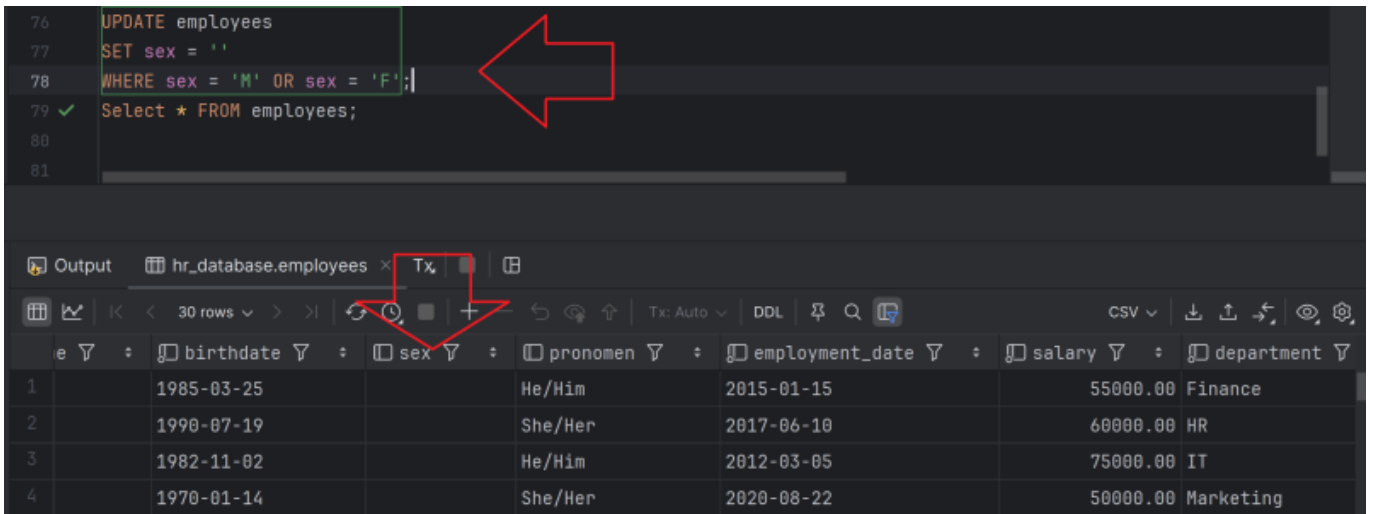 76 UPDATE employees
77 SET sex = ''
78 WHERE sex = 'M' OR sex = 'F';
79 Select * FROM employees;
80
81
Output hr_database.employees Tx
30 rows Tx: Auto DDL CSV
e birthdate sex pronomen employment_date salary department
1 1985-03-25 He/Him 2015-01-15 55000.00 Finance
2 1990-07-19 She/Her 2017-06-10 60000.00 HR
3 1982-11-02 He/Him 2012-03-05 75000.00 IT
4 1970-01-14 She/Her 2020-08-22 50000.00 Marketing